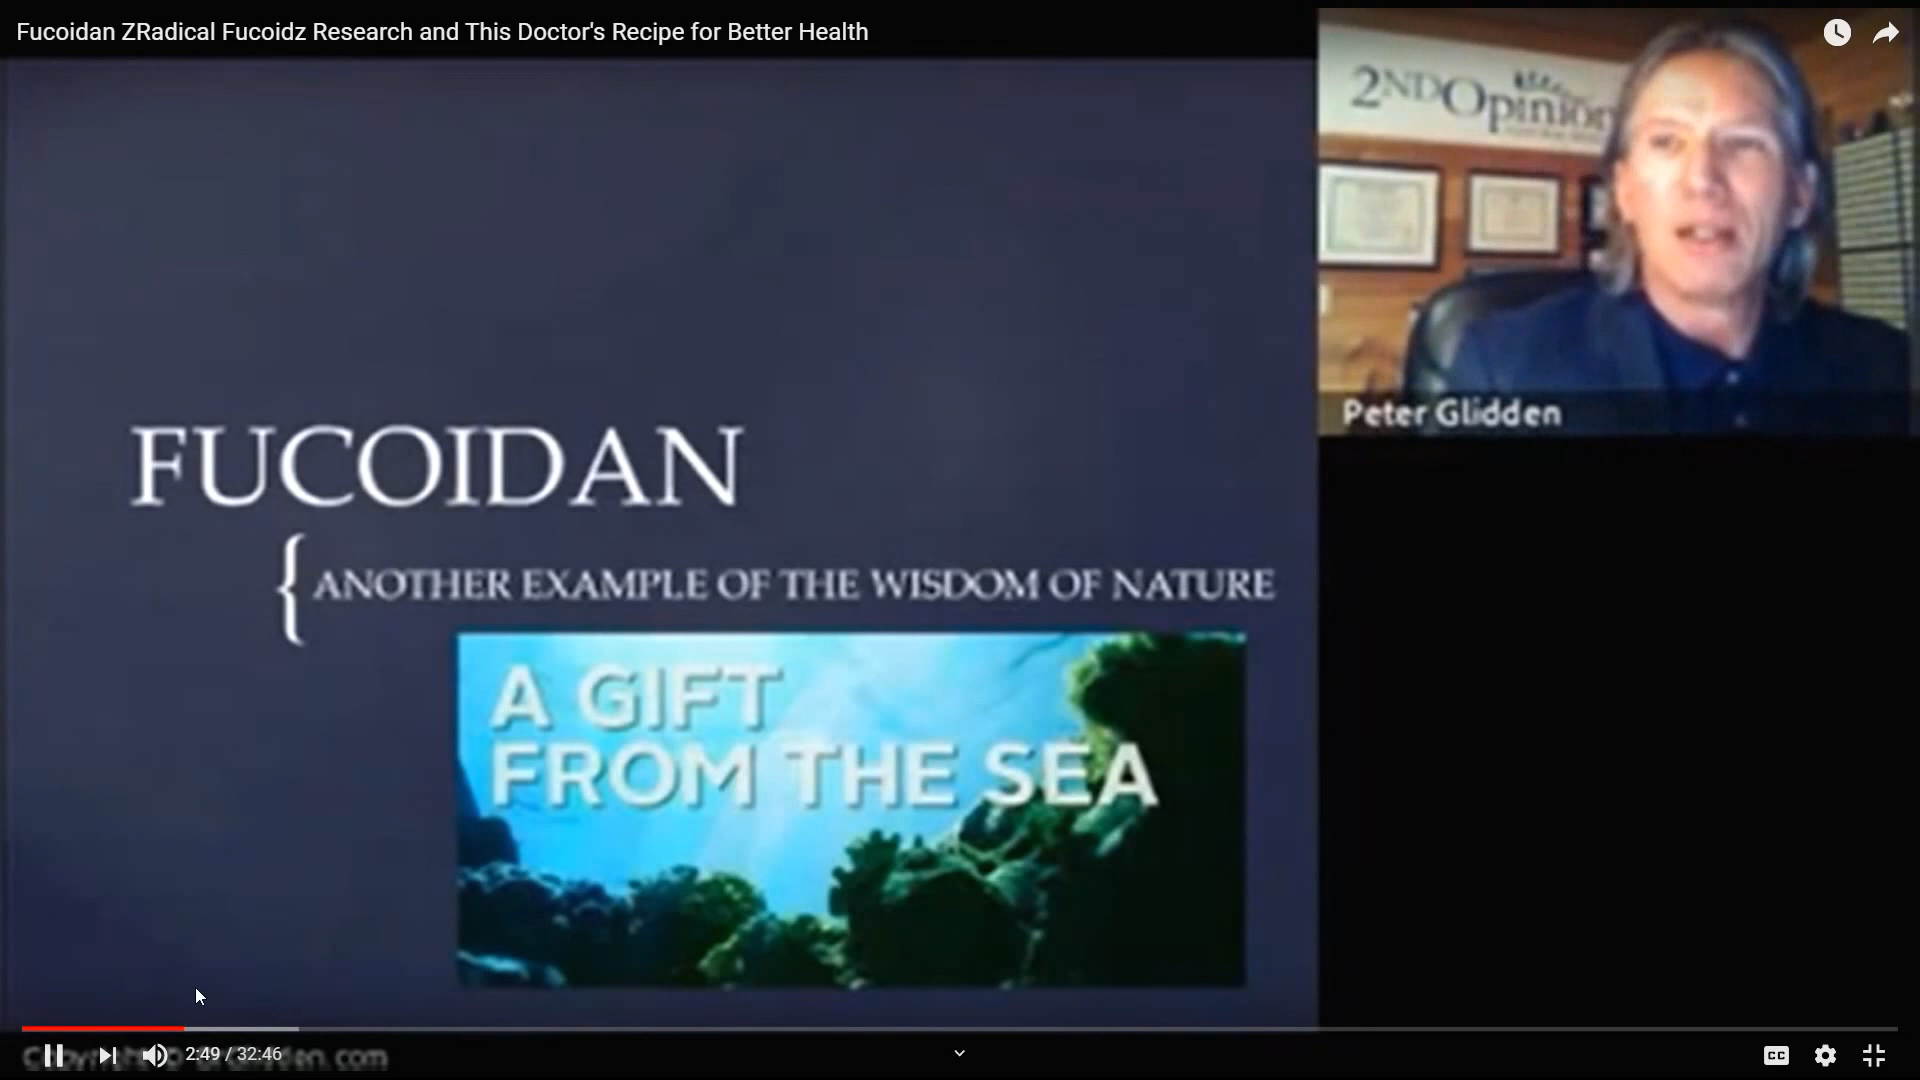 Fucoidan ZRadical Fucoidz Research and This Doctor's Recipe for Better Health
2ND Opinion
Peter Glidden
FUCOIDAN
{ ANOTHER EXAMPLE OF THE WISDOM OF NATURE
A GIFT
FROM THE SEA
2:49 / 32:46
CC